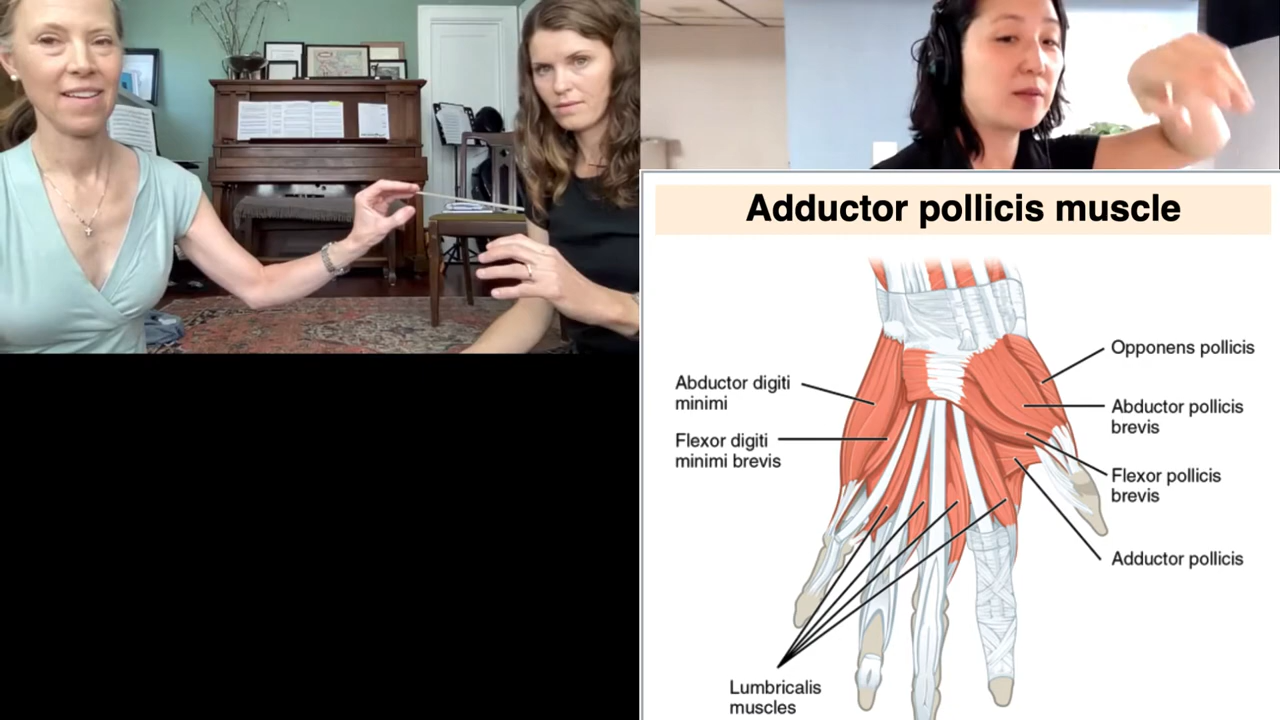 Adductor pollicis muscle
Opponens pollicis
Abductor digiti
minimi
Abductor pollicis
brevis
Flexor digiti
minimi brevis
Flexor pollicis
brevis
Adductor pollicis
Lumbricalis
muscles